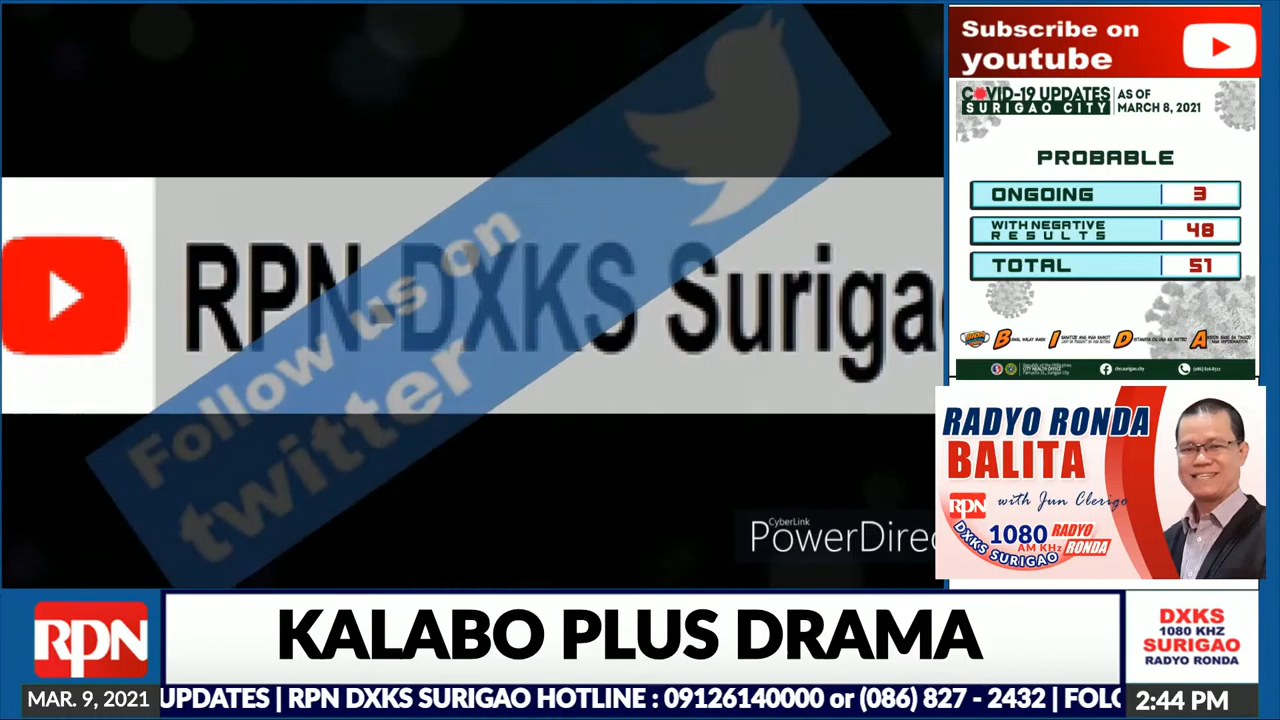 Subscribe on
youtube
COVID-19 UPDATES
SURIGAO CITY
AS OF
MARCH 8, 2021
PROBABLE
ONGOING 3
WITH NEGATIVE
RESULTS 48
TOTAL 51
B I D A
RPN-DXKS Suriga
Follow us on
twitter
CyberLink
PowerDirec
RADYO RONDA
BALITA
with Jun Clerigo
RPN
1080 RADYO
AM KHz RONDA
DXKS SURIGAO
RPN
KALABO PLUS DRAMA
DXKS
1080 KHZ
SURIGAO
RADYO RONDA
MAR. 9, 2021
UPDATES | RPN DXKS SURIGAO HOTLINE : 09126140000 or (086) 827 - 2432 | FOLO
2:44 PM